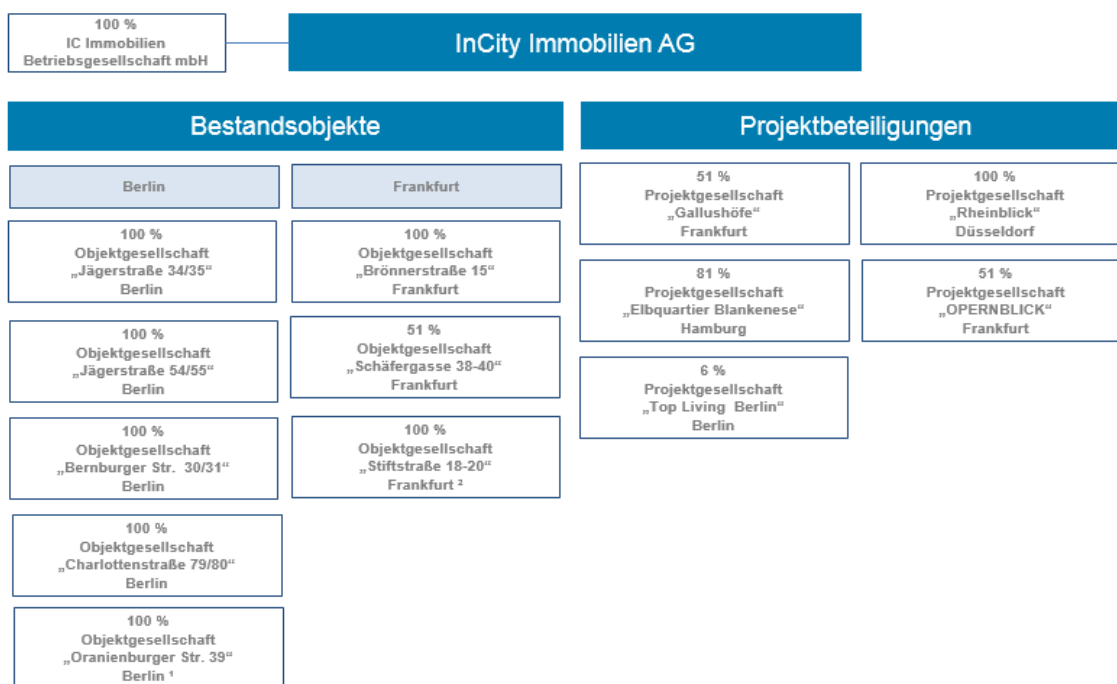 100 %
IC Immobilien
Betriebsgesellschaft mbH
InCity Immobilien AG
Bestandsobjekte
Berlin
100 %
Objektgesellschaft
„Jägerstraße 34/35“
Berlin
100 %
Objektgesellschaft
„Jägerstraße 54/55“
Berlin
100 %
Objektgesellschaft
„Bernburger Str. 30/31“
Berlin
100 %
Objektgesellschaft
„Charlottenstraße 79/80“
Berlin
100 %
Objektgesellschaft
„Oranienburger Str. 39“
Berlin ¹
Frankfurt
100 %
Objektgesellschaft
„Brönnerstraße 15“
Frankfurt
51 %
Objektgesellschaft
„Schäfergasse 38-40“
Frankfurt
100 %
Objektgesellschaft
„Stiftstraße 18-20“
Frankfurt ²
Projektbeteiligungen
51 %
Projektgesellschaft
„Gallushöfe“
Frankfurt
100 %
Projektgesellschaft
„Rheinblick“
Düsseldorf
81 %
Projektgesellschaft
„Elbquartier Blankenese“
Hamburg
51 %
Projektgesellschaft
„OPERNBLICK“
Frankfurt
6 %
Projektgesellschaft
„Top Living Berlin“
Berlin